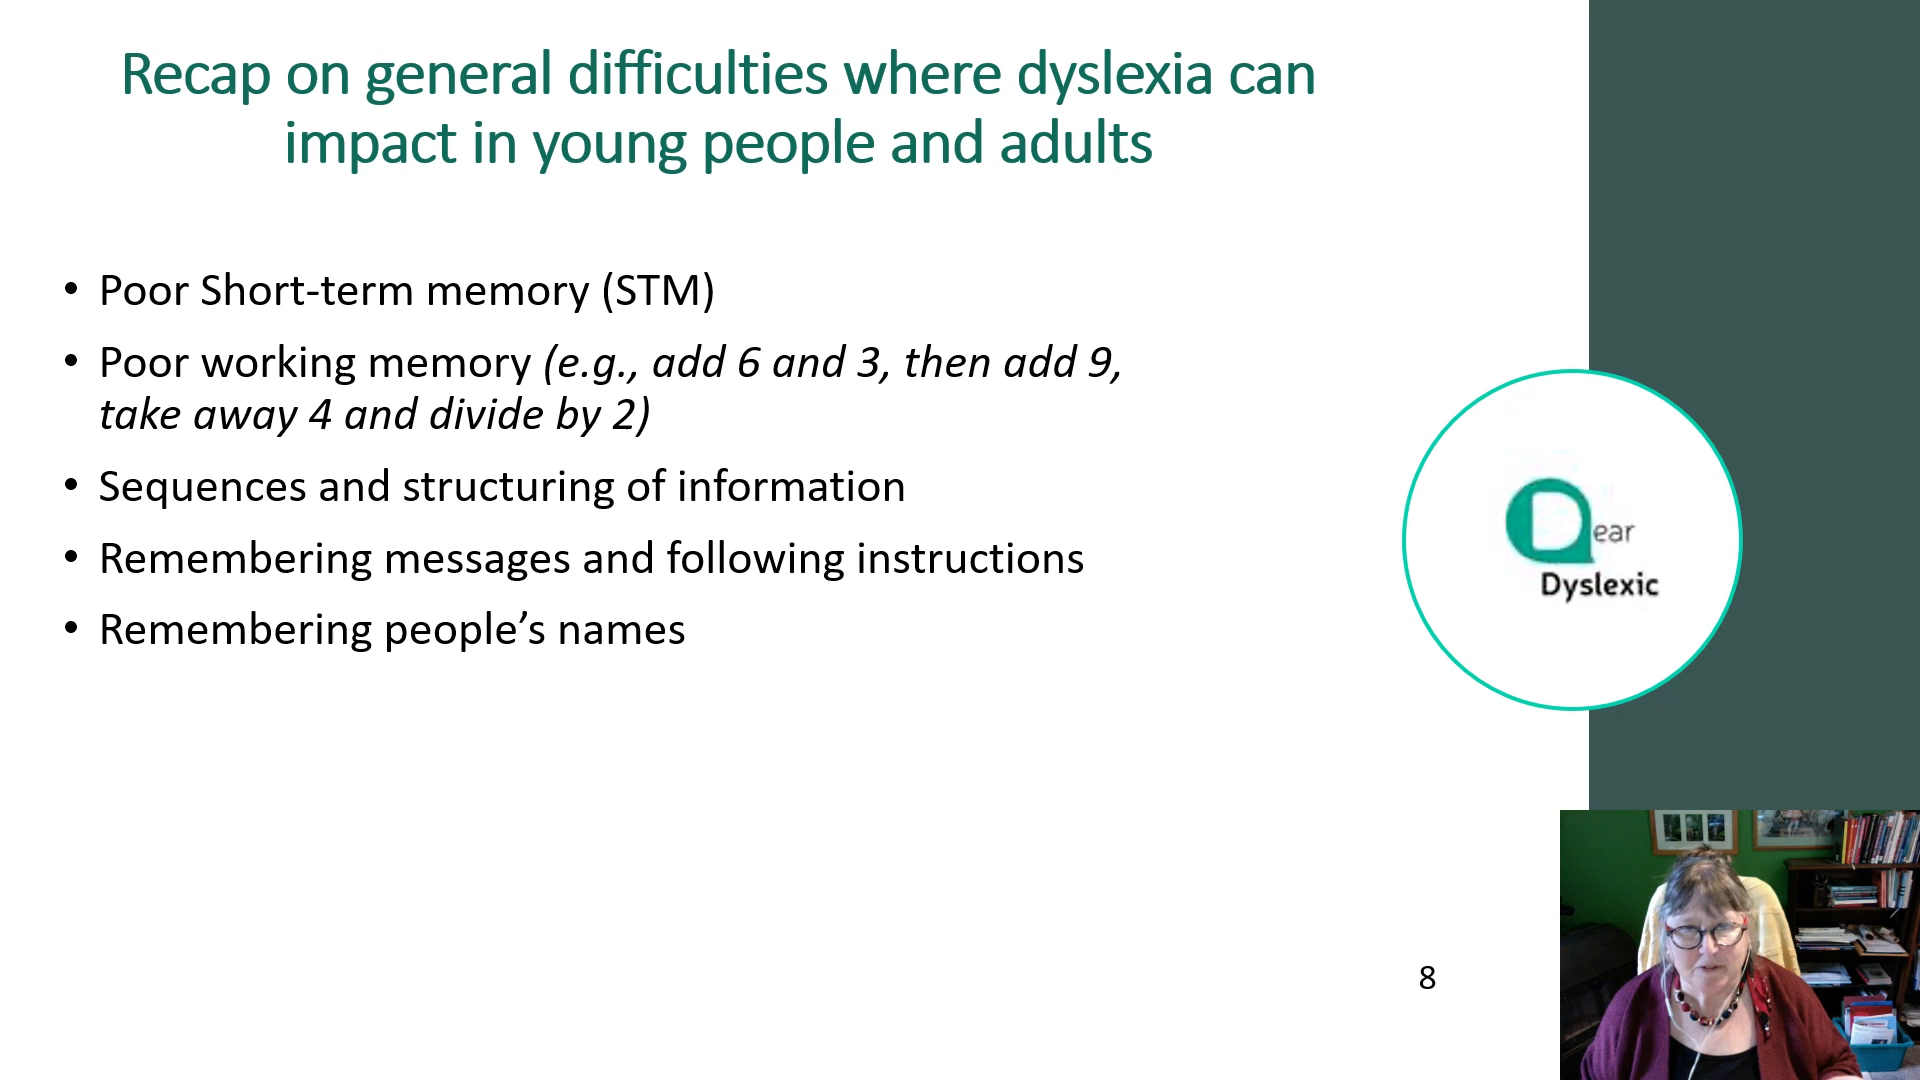 Recap on general difficulties where dyslexia can
impact in young people and adults
• Poor Short-term memory (STM)
• Poor working memory (e.g., add 6 and 3, then add 9,
take away 4 and divide by 2)
• Sequences and structuring of information
• Remembering messages and following instructions
• Remembering people’s names
Dear
Dyslexic
8